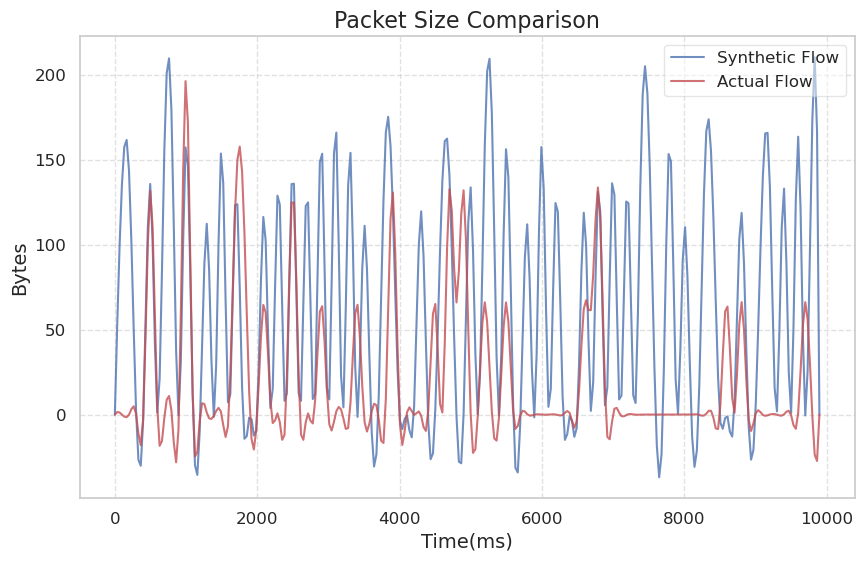 Packet Size Comparison
Synthetic Flow
Actual Flow
200
150
100
50
0
Bytes
0 2000 4000 6000 8000 10000
Time(ms)